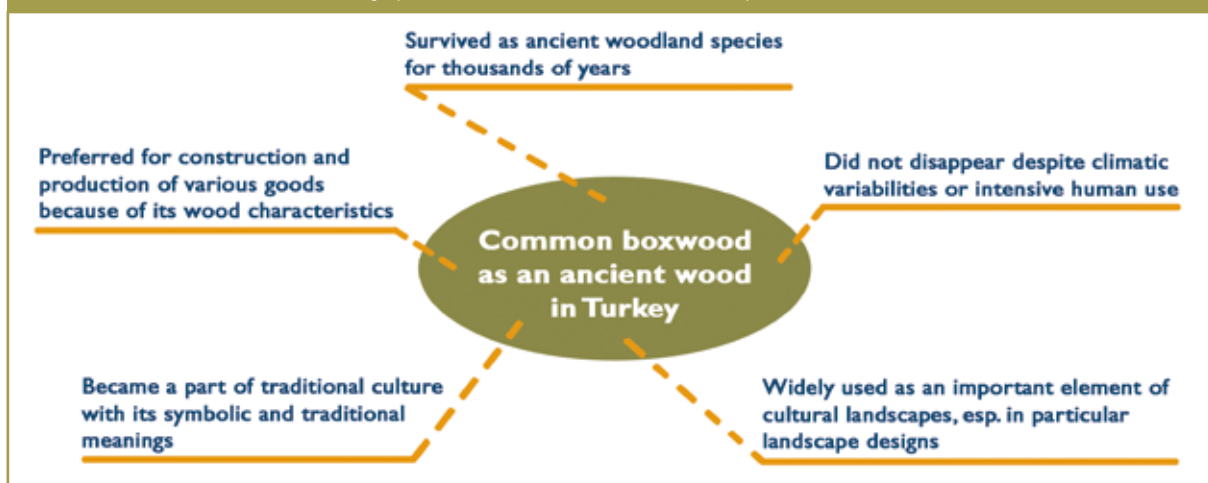 Survived as ancient woodland species
for thousands of years
Preferred for construction and
production of various goods
because of its wood characteristics
Did not disappear despite climatic
variabilities or intensive human use
Common boxwood
as an ancient wood
in Turkey
Became a part of traditional culture
with its symbolic and traditional
meanings
Widely used as an important element of
cultural landscapes, esp. in particular
landscape designs